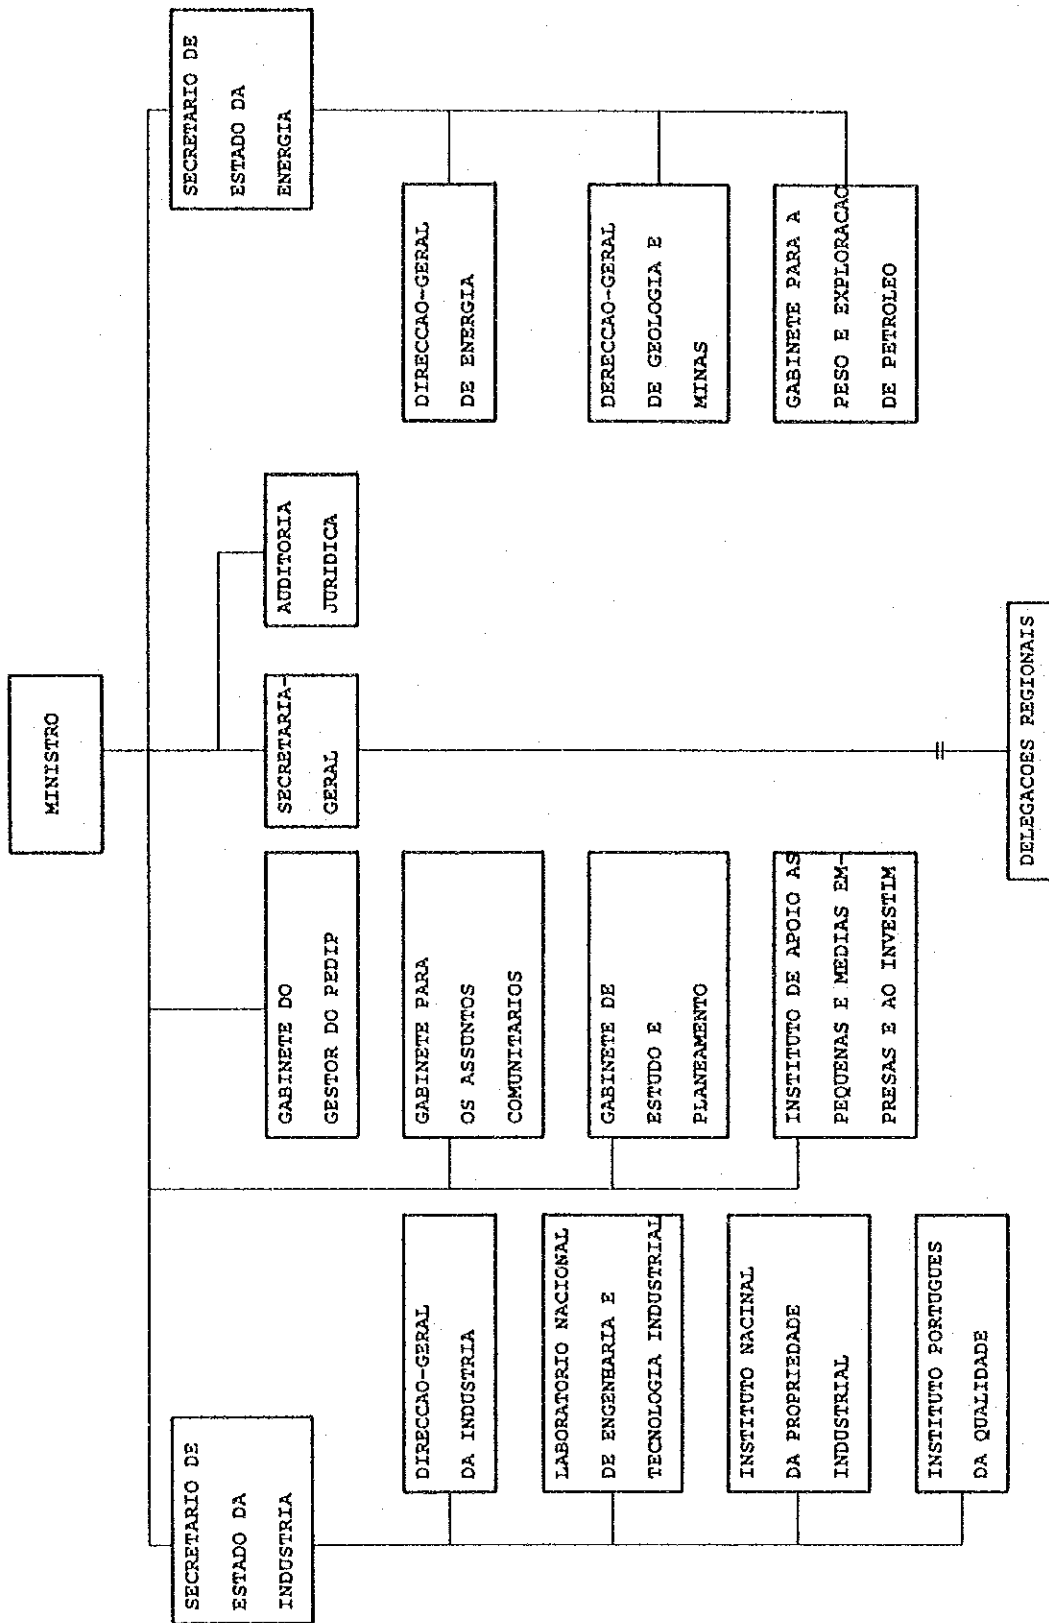 MINISTRO
SECRETARIO DE
ESTADO DA
INDUSTRIA
SECRETARIO DE
ESTADO DA
ENERGIA
GABINETE DO
GESTOR DO PEDIP
SECRETARIA-
GERAL
AUDITORIA
JURIDICA
DIRECCAO-GERAL
DA INDUSTRIA
GABINETE PARA
OS ASSUNTOS
COMUNITARIOS
DIRECCAO-GERAL
DE ENERGIA
LABORATORIO NACIONAL
DE ENGENHARIA E
TECNOLOGIA INDUSTRIAL
GABINETE DE
ESTUDO E
PLANEAMENTO
DERECCAO-GERAL
DE GEOLOGIA E
MINAS
INSTITUTO NACINAL
DA PROPRIEDADE
INDUSTRIAL
INSTITUTO DE APOIO AS
PEQUENAS E MEDIAS EM-
PRESAS E AO INVESTIM
GABINETE PARA A
PESO E EXPLORACAO
DE PETROLEO
INSTITUTO PORTUGUES
DA QUALIDADE
DELEGACOES REGIONAIS